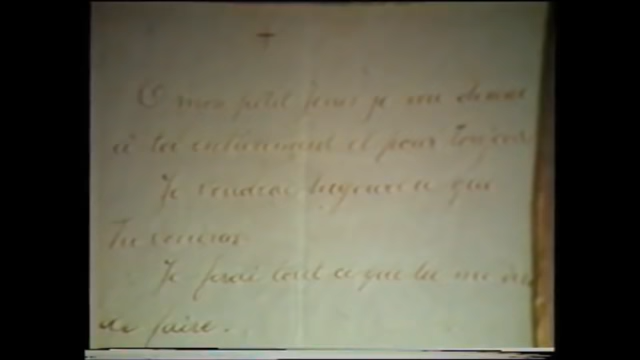 O mon petit Jésus je me donne
à toi entièrement et pour toujours
Je voudrai toujours ce que
Tu voudras.
Je ferai tout ce que tu me
de faire.